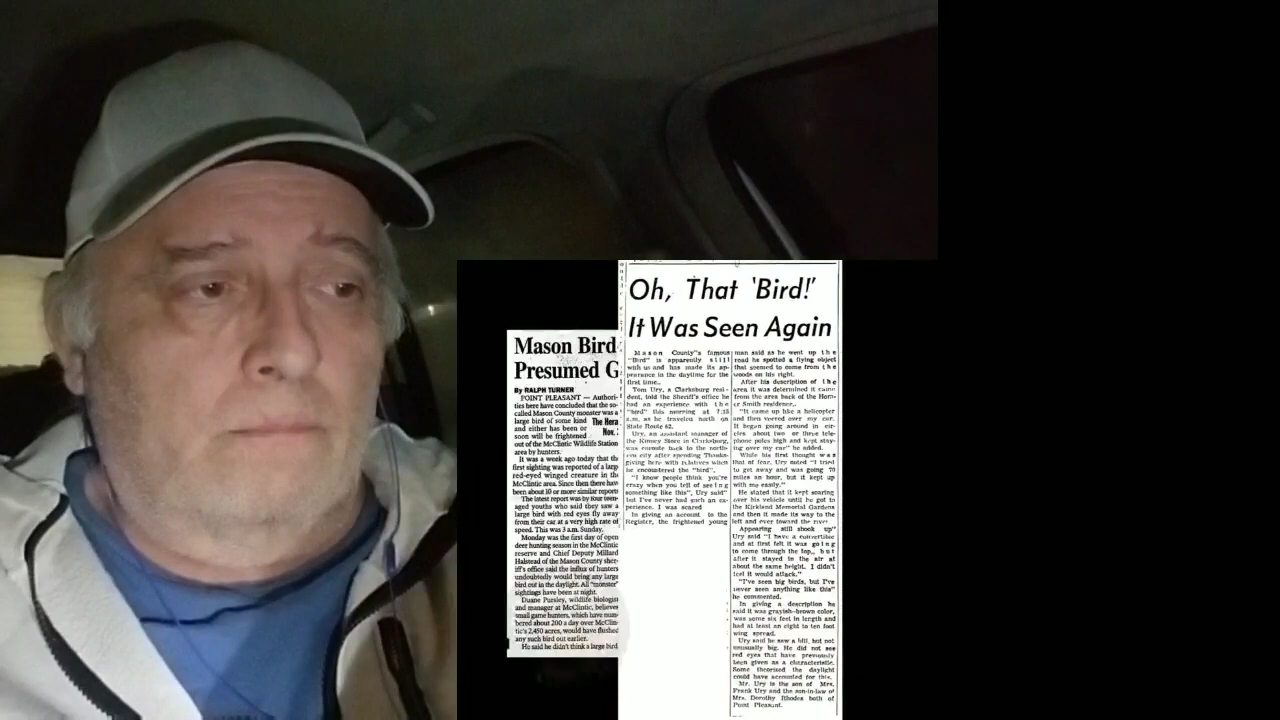 Mason Bird
Presumed G
By RALPH TURNER
POINT PLEASANT — Authori-
ties here have concluded that the so-
called Mason County monster was a
large bird of some kind
and either has been or
soon will be frightened
out of the McClintic Wildlife Station
area by hunters.
The Hera
Nov.
It was a week ago today that the
first sighting was reported of a large
red-eyed winged creature in the
McClintic area. Since then there have
been about 10 or more similar reports
The latest report was by four teen-
aged youths who said they saw a
large bird with red eyes fly away
from their car at a very high rate of
speed. This was 3 a.m. Sunday.
Monday was the first day of open
deer hunting season in the McClintic
reserve and Chief Deputy Millard
Halstead of the Mason County sher-
iff's office said the influx of hunters
undoubtedly would bring any large
bird out in the daylight. All "monster"
sightings have been at night.
Duane Pursley, wildlife biologist
and manager at McClintic, believes
small game hunters, which have num-
bered about 200 a day over McClin-
tic's 2,450 acres, would have flushed
any such bird out earlier.
He said he didn't think a large bird
Oh, That 'Bird!'
It Was Seen Again
Mason County's famous
"Bird" is apparently still
with us and has made its ap-
pearance in the daytime for the
first time..
Tom Ury, a Clarksburg resi-
dent, told the Sheriff's office he
had an experience with the
"bird" this morning at 7:15
a.m. as he traveled north on
State Route 62.
Ury, an assistant manager of
the Kinney Store in Clarksburg,
was enroute back to the north-
ern city after spending Thanks-
giving here with relatives when
he encountered the "bird".
"I know people think you're
crazy when you tell of seeing
something like this", Ury said"
but I've never had such an ex-
perience. I was scared
In giving an account to the
Register, the frightened young
man said as he went up the
road he spotted a flying object
that seemed to come from the
woods on his right.
After his description of the
area it was determined it came
from the area back of the Hom-
er Smith residence,.
"It came up like a helicopter
and then veered over my car.
It began going around in cir-
cles about two or three tele-
phone poles high and kept stay-
ing over my car" he added.
While his first thought was
that of fear, Ury noted "I tried
to get away and was going 70
miles an hour, but it kept up
with me easily."
He stated that it kept soaring
over his vehicle until he got to
the Kirkland Memorial Gardens
and then it made its way to the
left and over toward the river.
Appearing still shook up"
Ury said "I have a convertible
and at first felt it was going
to come through the top,, but
after it stayed in the air at
about the same height. I didn't
feel it would attack."
"I've seen big birds, but I've
never seen anything like this"
he commented.
In giving a description he
said it was grayish-brown color,
was some six feet in length and
had at least an eight to ten foot
wing spread.
Ury said he saw a bill, but not
unusually big. He did not see
red eyes that have previously
been given as a characteristic.
Some theorized the daylight
could have accounted for this.
Mr. Ury is the son of Mrs.
Frank Ury and the son-in-law of
Mrs. Dorothy Rhodes both of
Point Pleasant.